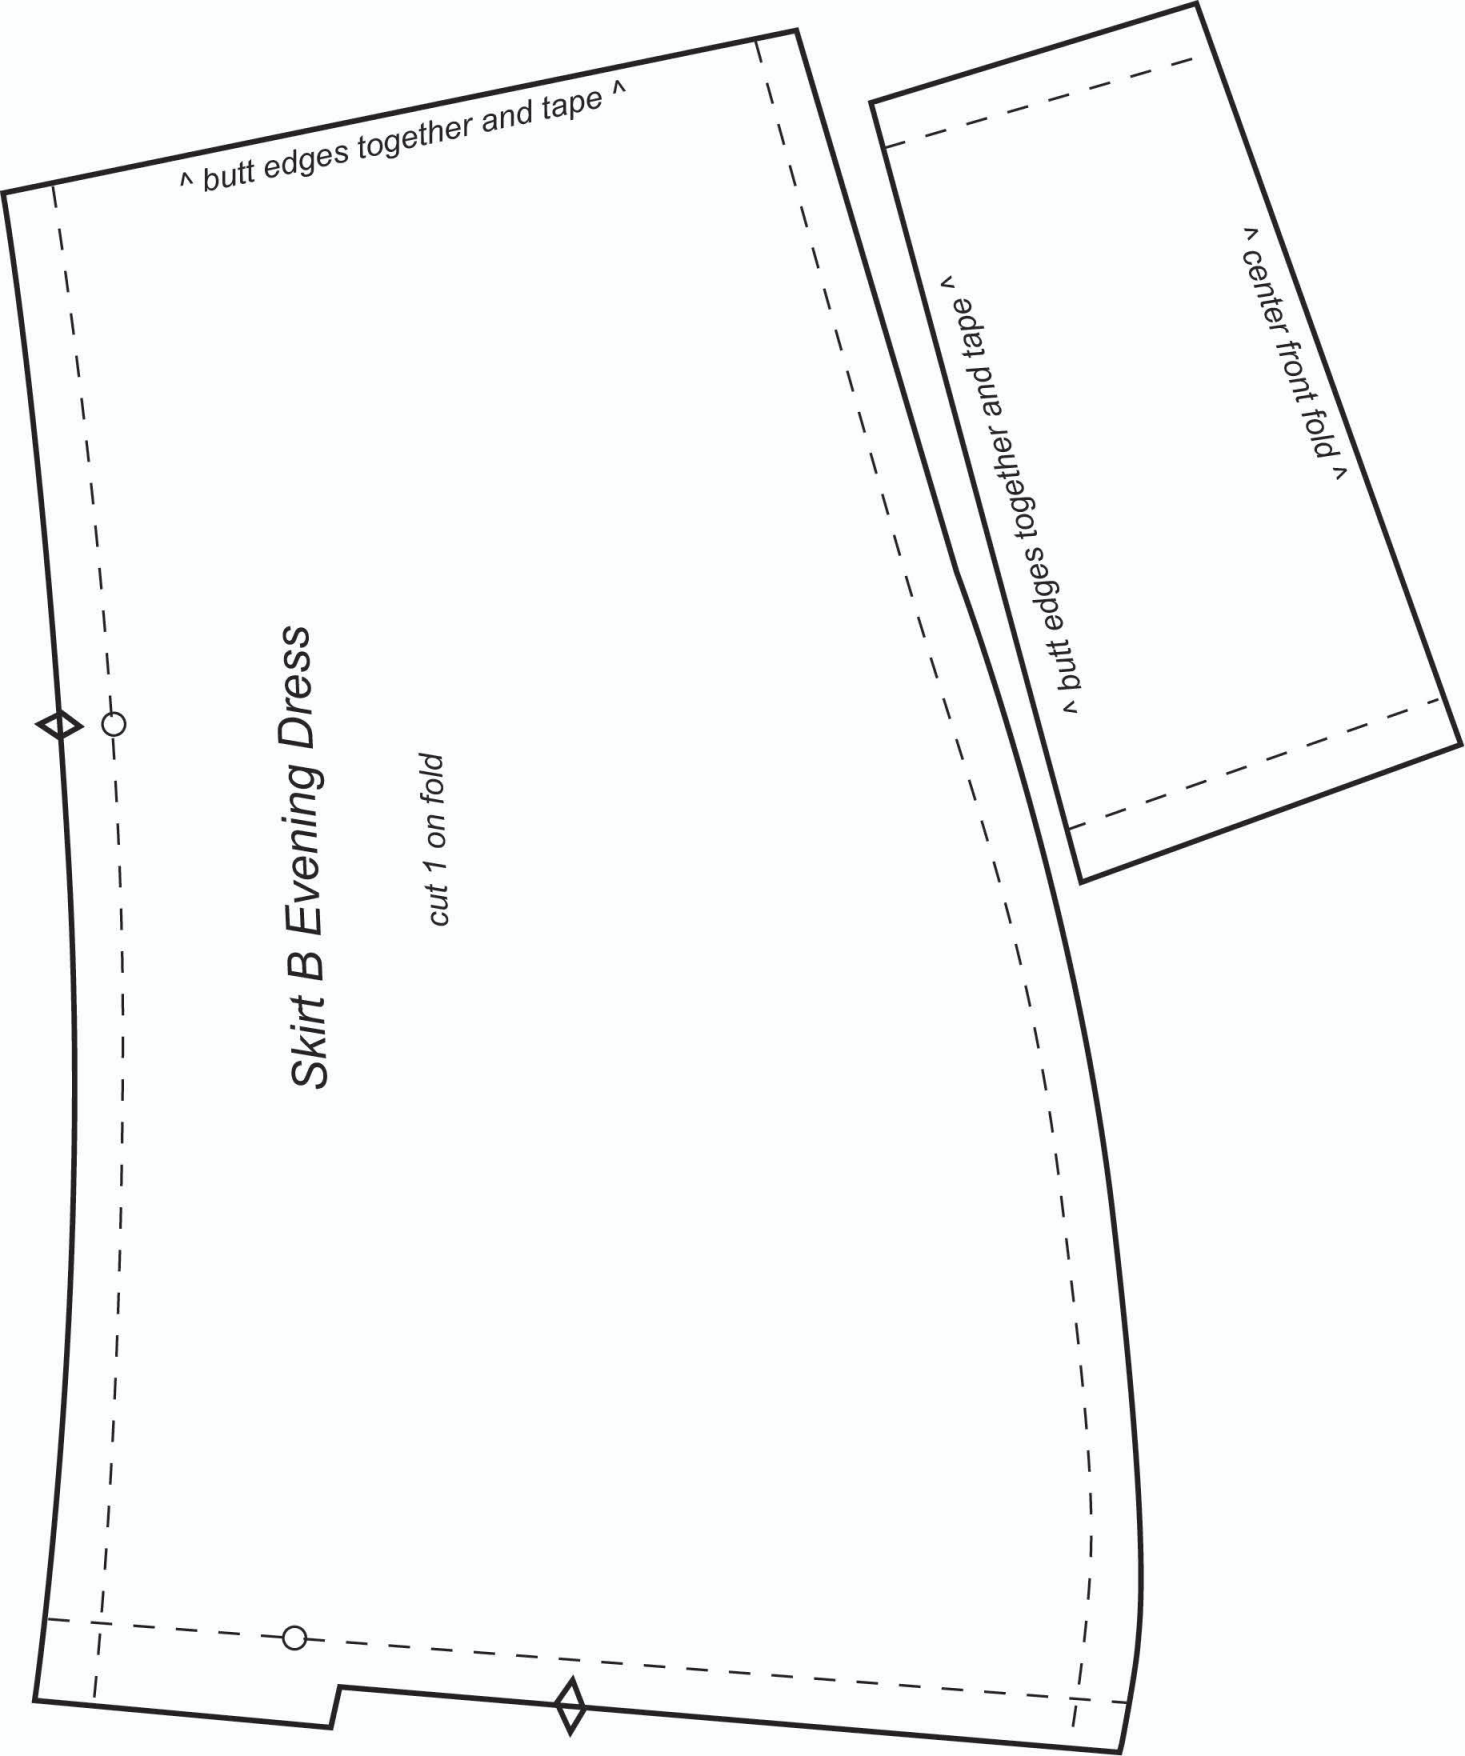 ^ butt edges together and tape ^
^ center front fold ^
^ butt edges together and tape ^
Skirt B Evening Dress
cut 1 on fold